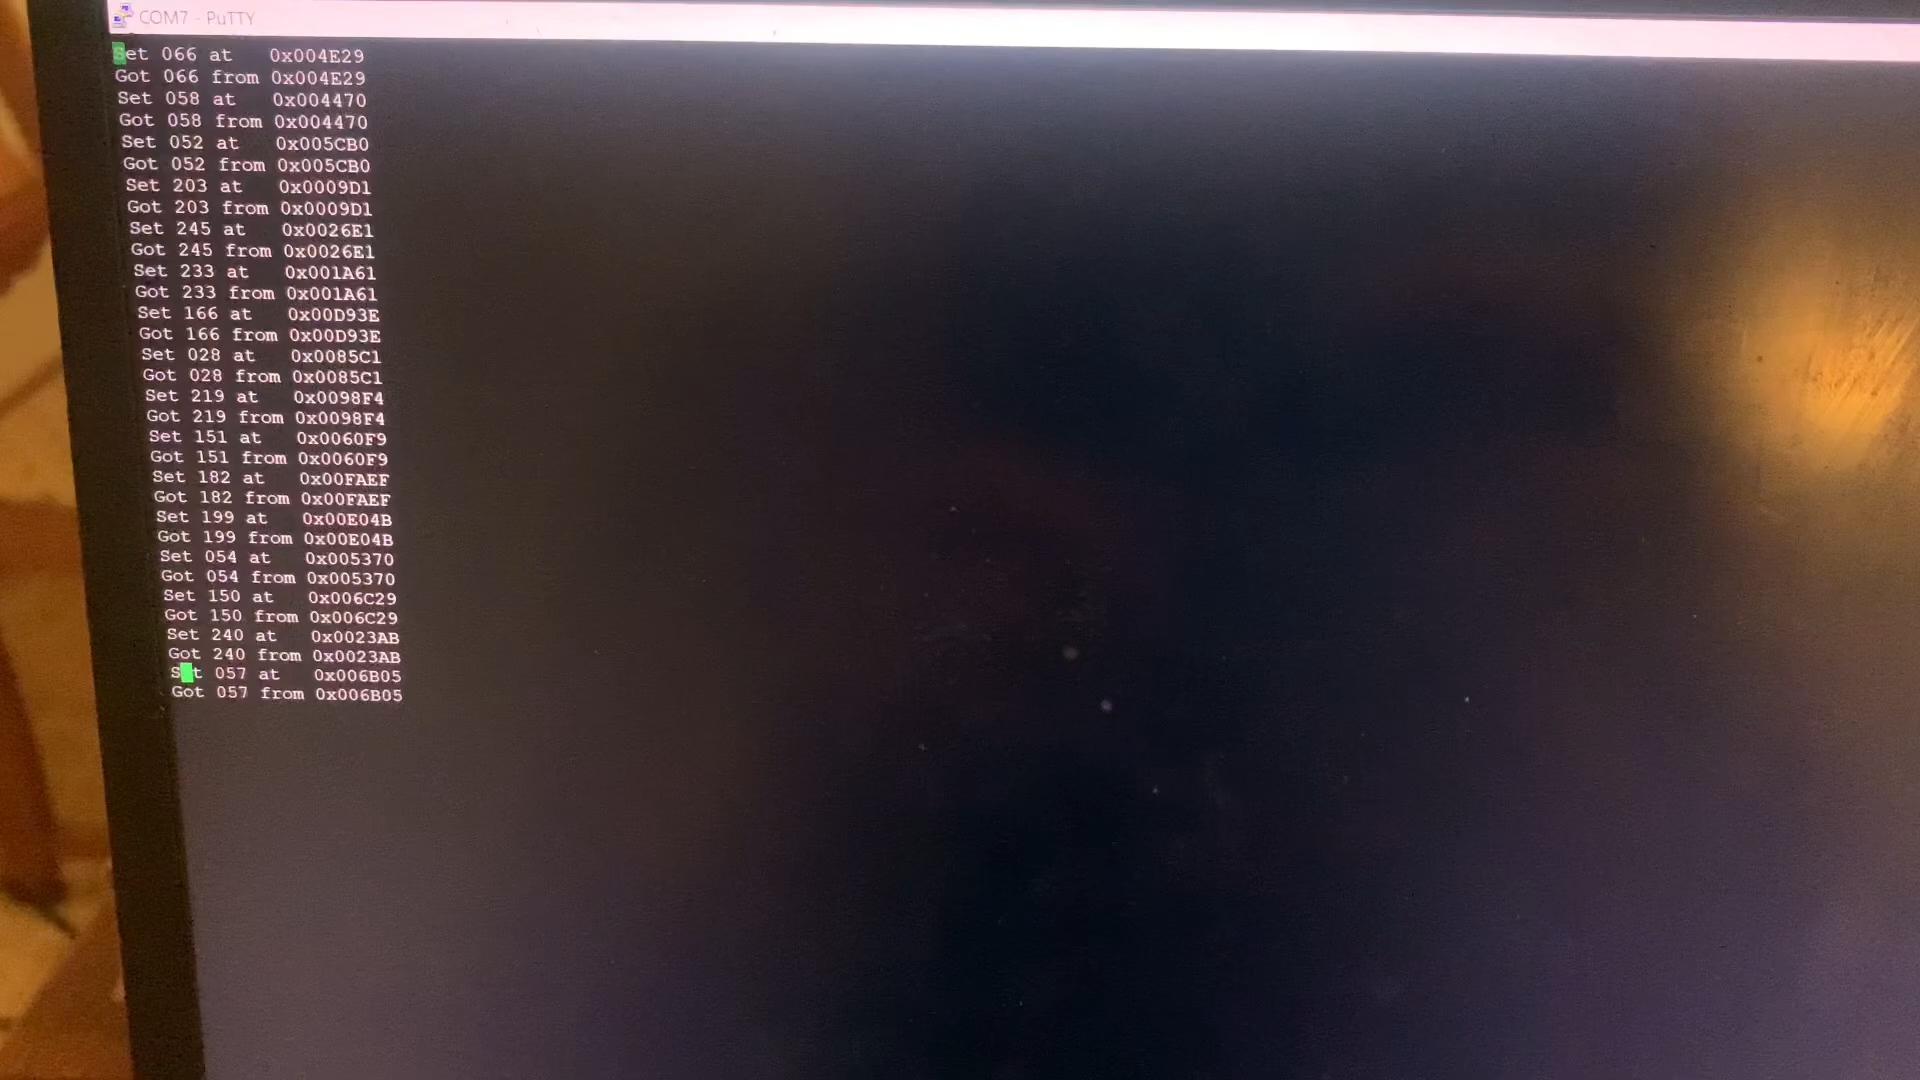 COM7 - PuTTY
Set 066 at 0x004E29
Got 066 from 0x004E29
Set 058 at 0x004470
Got 058 from 0x004470
Set 052 at 0x005CB0
Got 052 from 0x005CB0
Set 203 at 0x0009D1
Got 203 from 0x0009D1
Set 245 at 0x0026E1
Got 245 from 0x0026E1
Set 233 at 0x001A61
Got 233 from 0x001A61
Set 166 at 0x00D93E
Got 166 from 0x00D93E
Set 028 at 0x0085C1
Got 028 from 0x0085C1
Set 219 at 0x0098F4
Got 219 from 0x0098F4
Set 151 at 0x0060F9
Got 151 from 0x0060F9
Set 182 at 0x00FAEF
Got 182 from 0x00FAEF
Set 199 at 0x00E04B
Got 199 from 0x00E04B
Set 054 at 0x005370
Got 054 from 0x005370
Set 150 at 0x006C29
Got 150 from 0x006C29
Set 240 at 0x0023AB
Got 240 from 0x0023AB
Set 057 at 0x006B05
Got 057 from 0x006B05